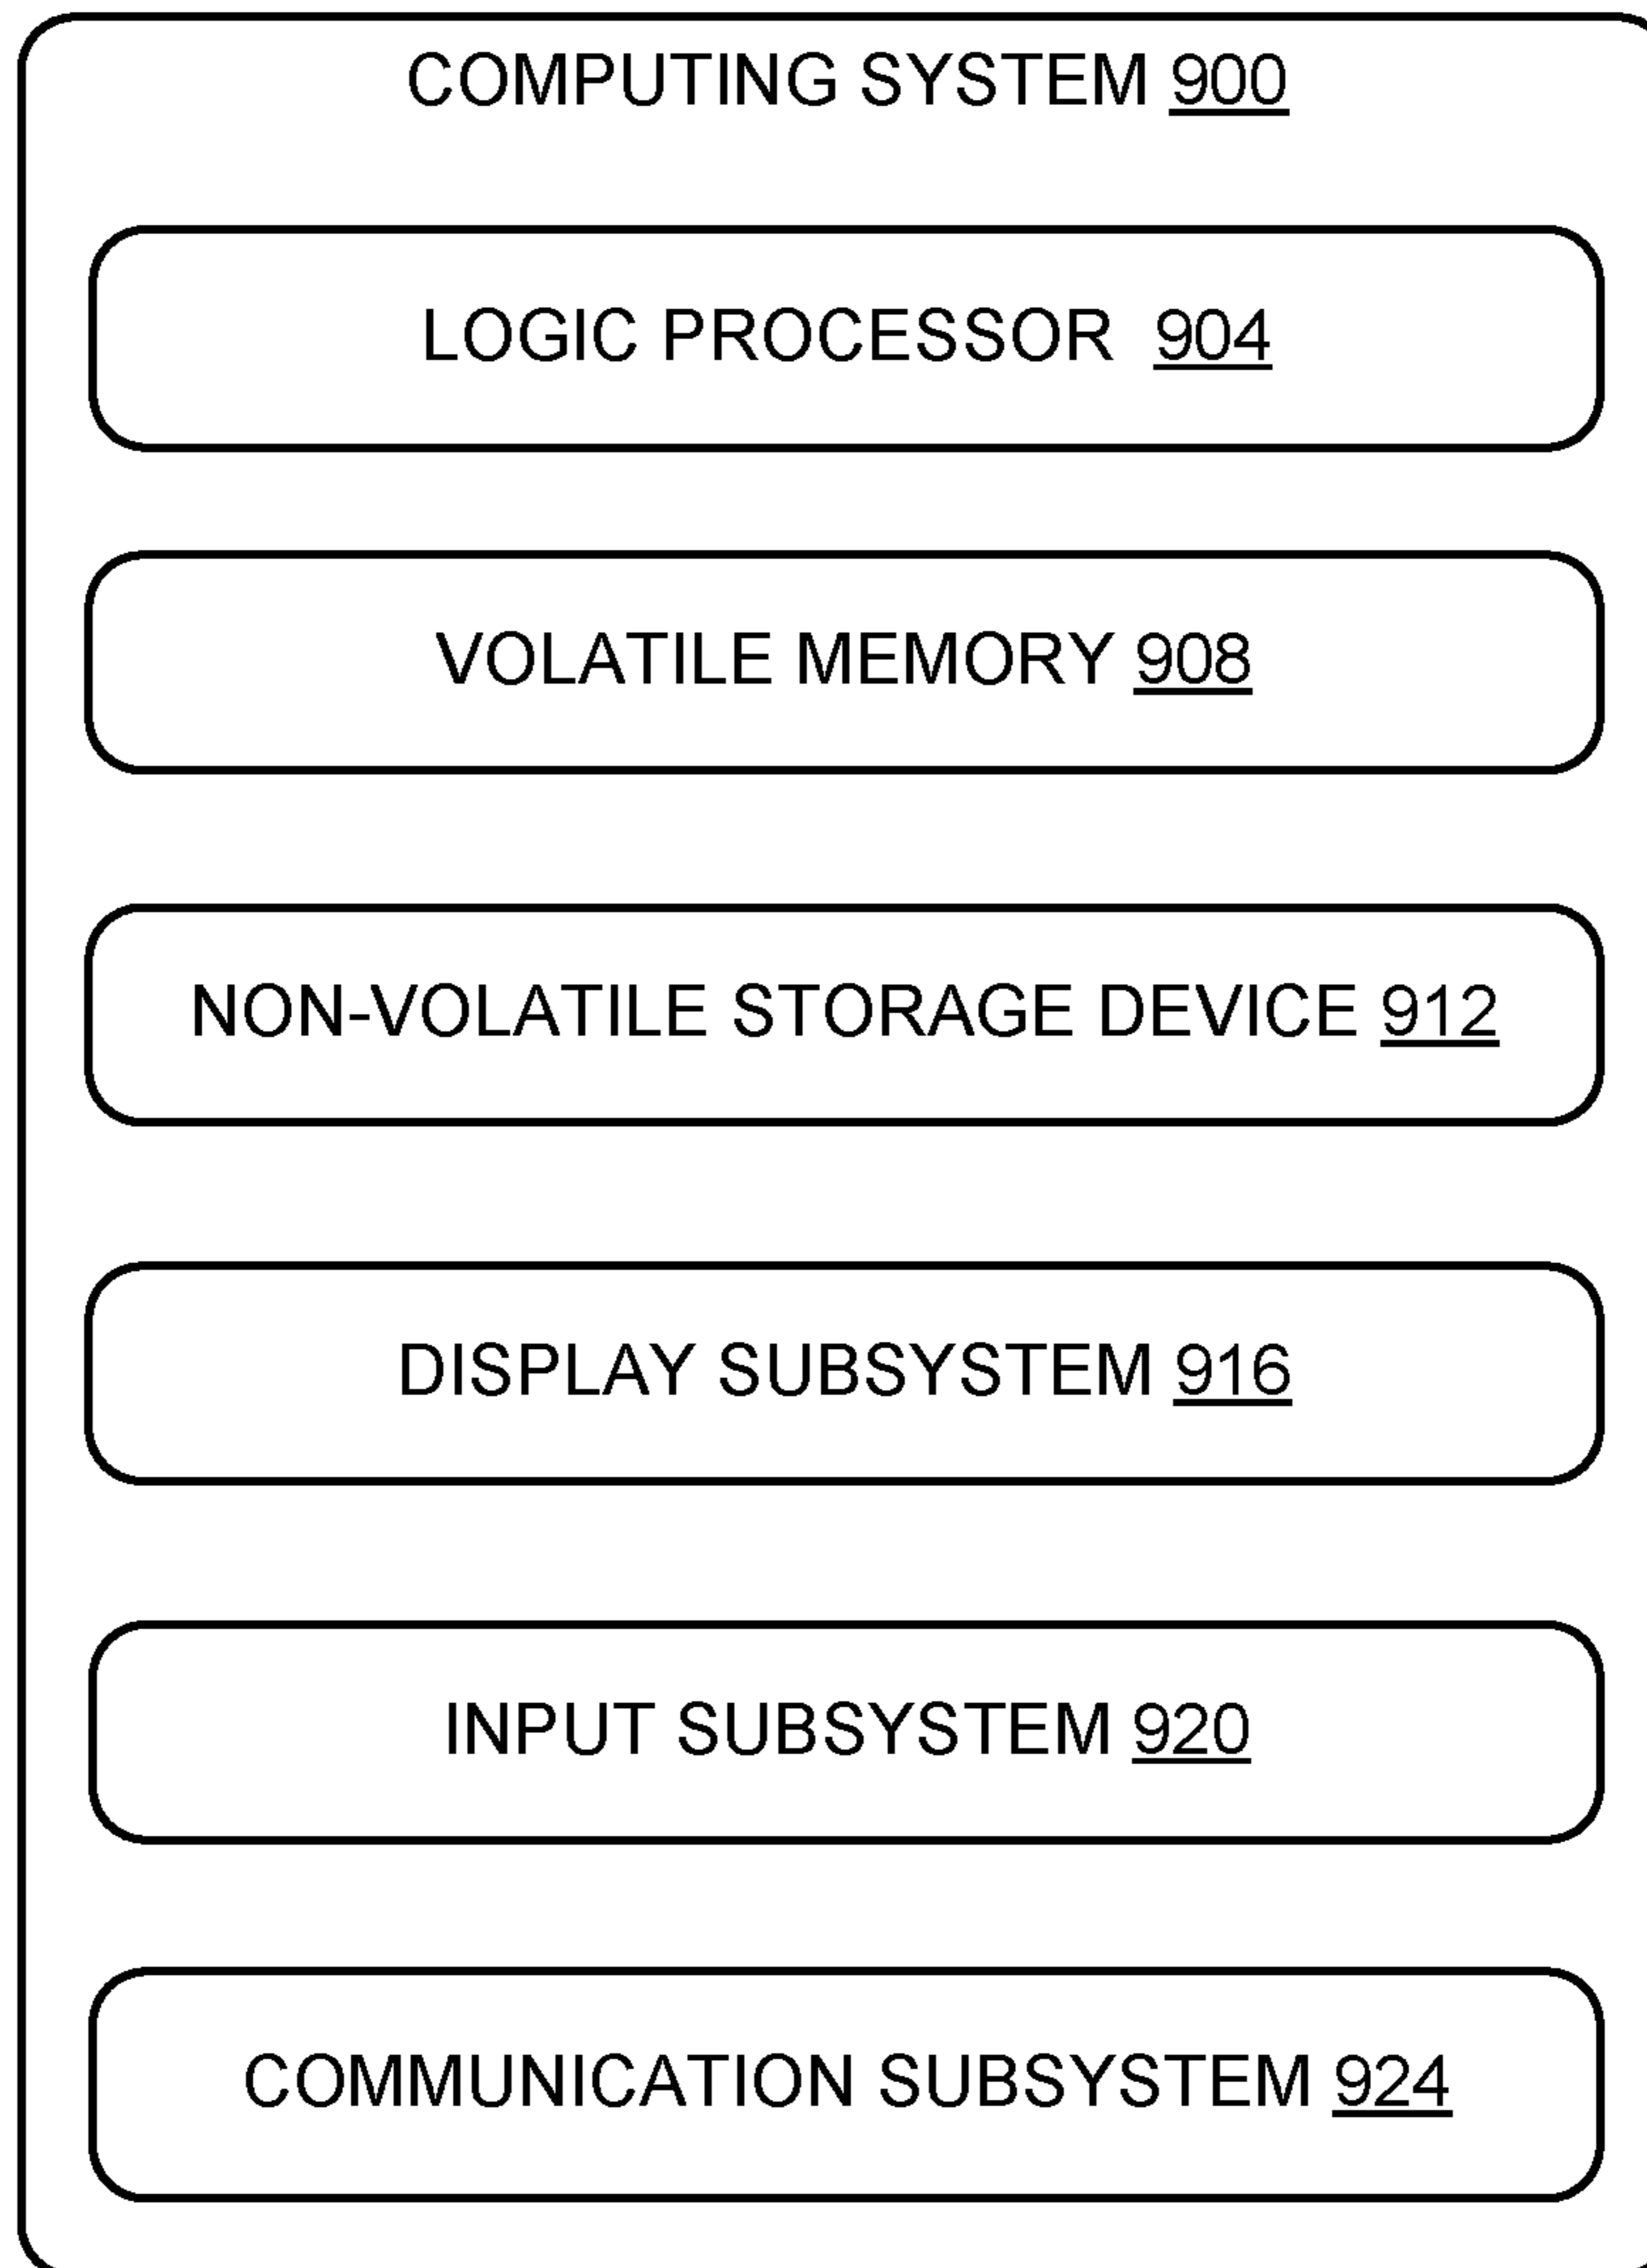 COMPUTING SYSTEM 900
LOGIC PROCESSOR 904
VOLATILE MEMORY 908
NON-VOLATILE STORAGE DEVICE 912
DISPLAY SUBSYSTEM 916
INPUT SUBSYSTEM 920
COMMUNICATION SUBSYSTEM 924